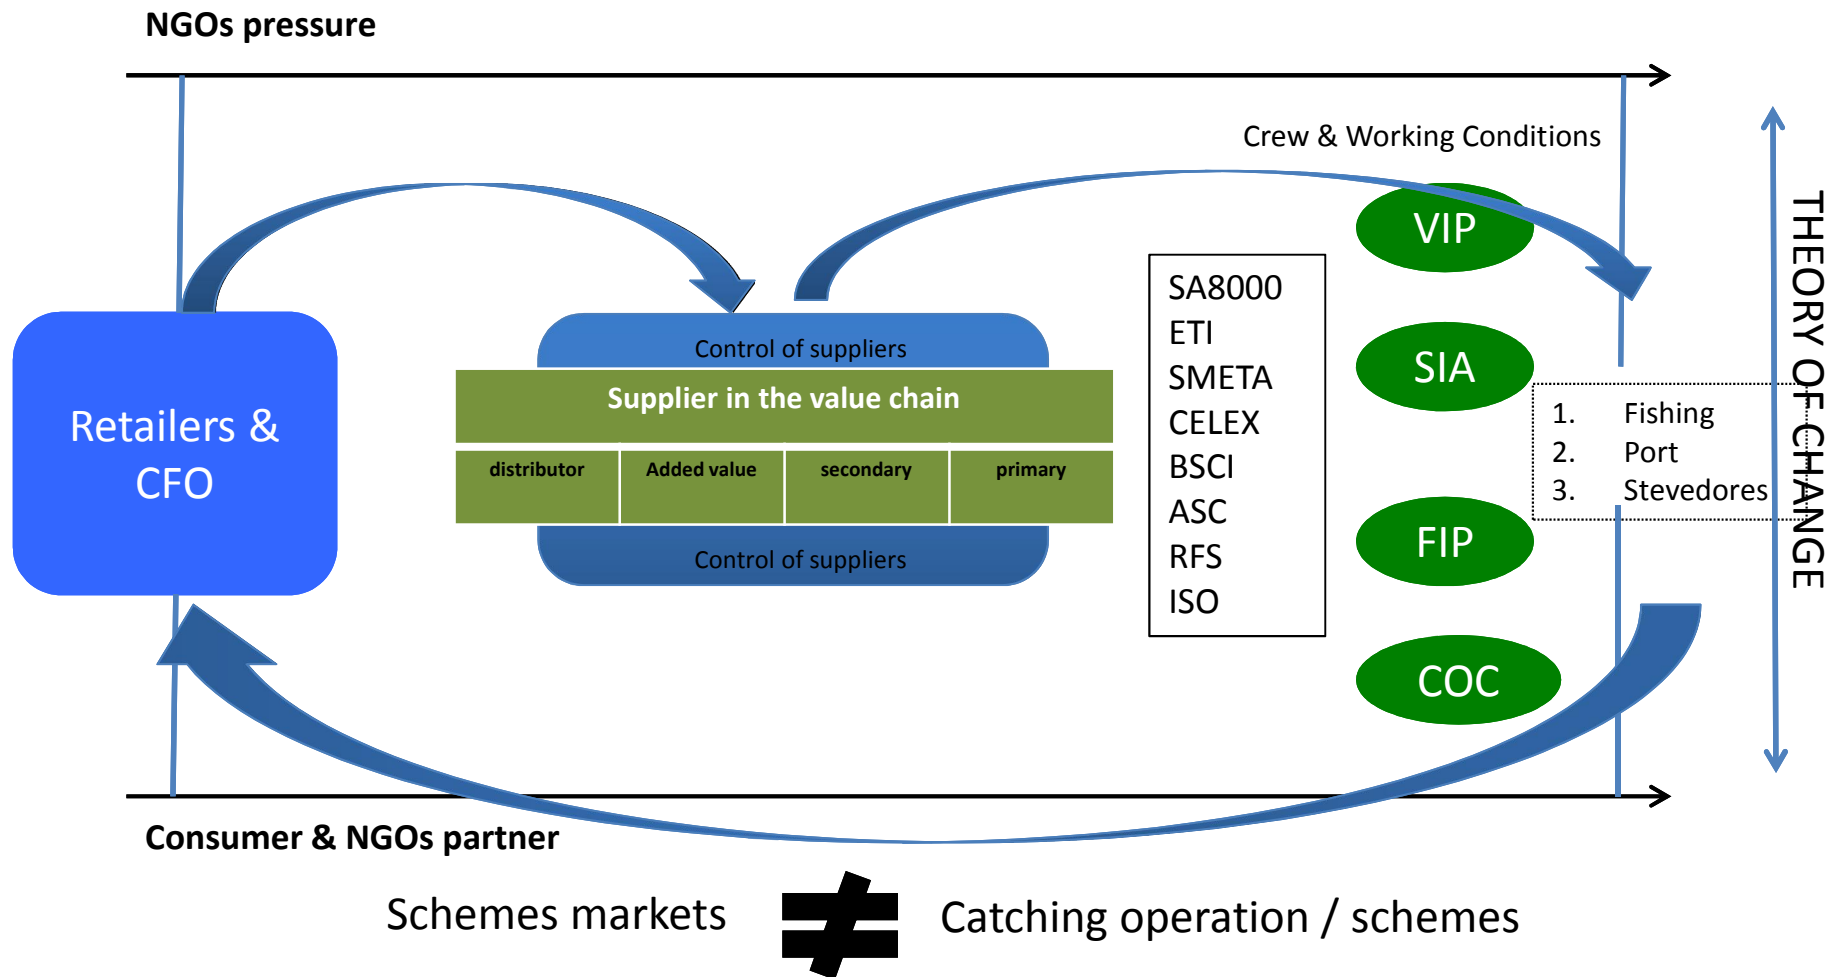 NGOs pressure
Crew & Working Conditions
Retailers &
CFO
Control of suppliers
Supplier in the value chain
distributor
Added value
secondary
primary
Control of suppliers
SA8000
ETI
SMETA
CELEX
BSCI
ASC
RFS
ISO
VIP
SIA
FIP
COC
1. Fishing
2. Port
3. Stevedores
THEORY OF CHANGE
Consumer & NGOs partner
Schemes markets ≠ Catching operation / schemes